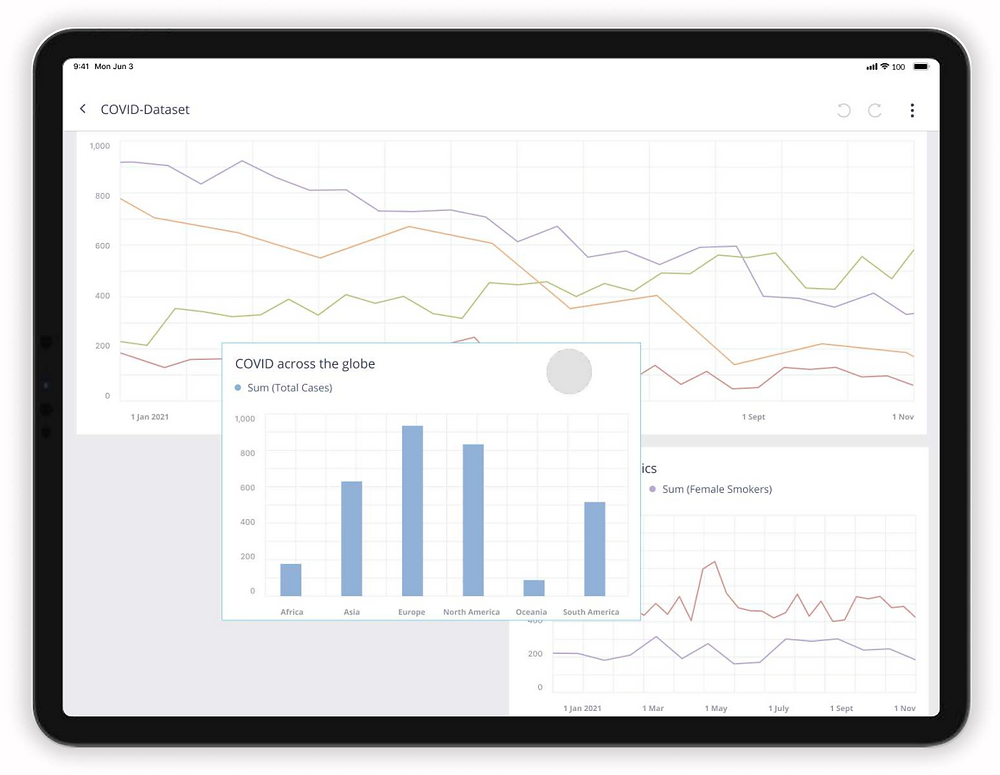 9:41 Mon Jun 3
100
COVID-Dataset
1,000
800
600
400
200
0
1 Jan 2021
1 Sept
1 Nov
COVID across the globe
Sum (Total Cases)
1,000
800
600
400
200
0
Africa Asia Europe North America Oceania South America
ics
Sum (Female Smokers)
400
200
0
1 Jan 2021 1 Mar 1 May 1 July 1 Sept 1 Nov